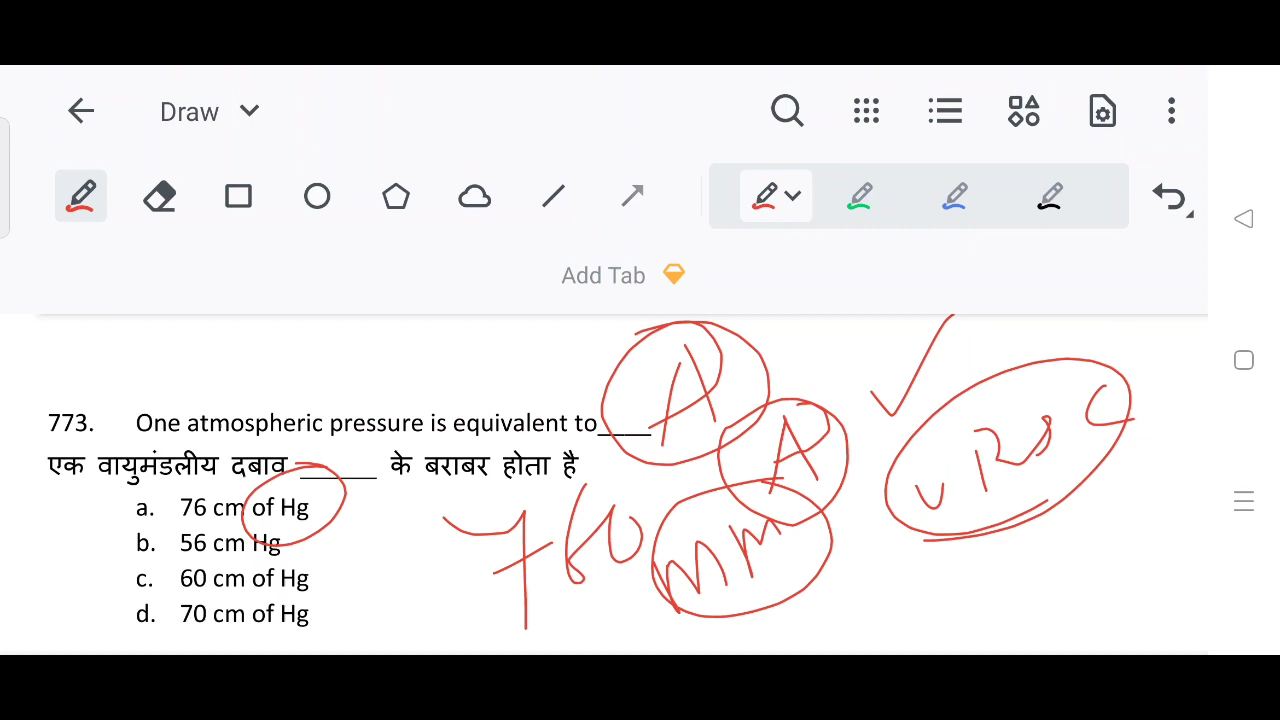 Draw
Add Tab
773. One atmospheric pressure is equivalent to____
एक वायुमंडलीय दबाव ______ के बराबर होता है
a. 76 cm of Hg
b. 56 cm Hg
c. 60 cm of Hg
d. 70 cm of Hg
A
A
760 mm